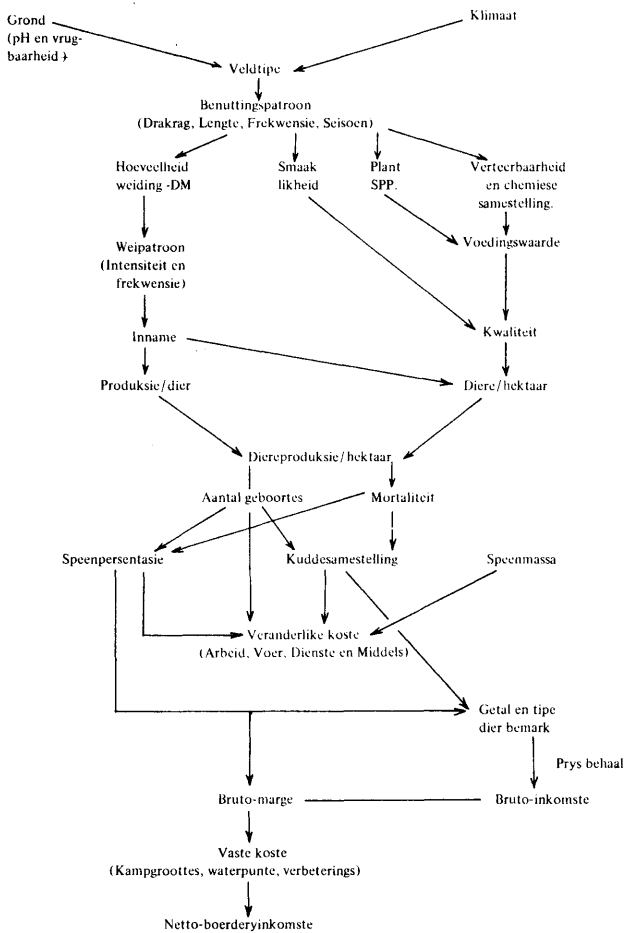 Grond
(pH en vrug-
baarheid)
Klimaat
Veldtipe
Benuttingspatroon
(Drakrag, Lengte, Frekwensie, Seisoen)
Hoeveelheid
weiding -DM
Smaak
likheid
Plant
SPP.
Verteerbaarheid
en chemiese
samestelling.
Weipatroon
(Intensiteit en
frekwensie)
Voedingswaarde
Inname
Kwaliteit
Produksie/dier
Diere/hektaar
Diereproduksie/hektaar
Aantal geboortes
Mortaliteit
Speenpersentasie
Kuddesamestelling
Speenmassa
Veranderlike koste
(Arbeid, Voer, Dienste en Middels)
Getal en tipe
dier bemark
Prys behaal
Bruto-marge
Bruto-inkomste
Vaste koste
(Kampgroottes, waterpunte, verbeterings)
Netto-boerderyinkomste